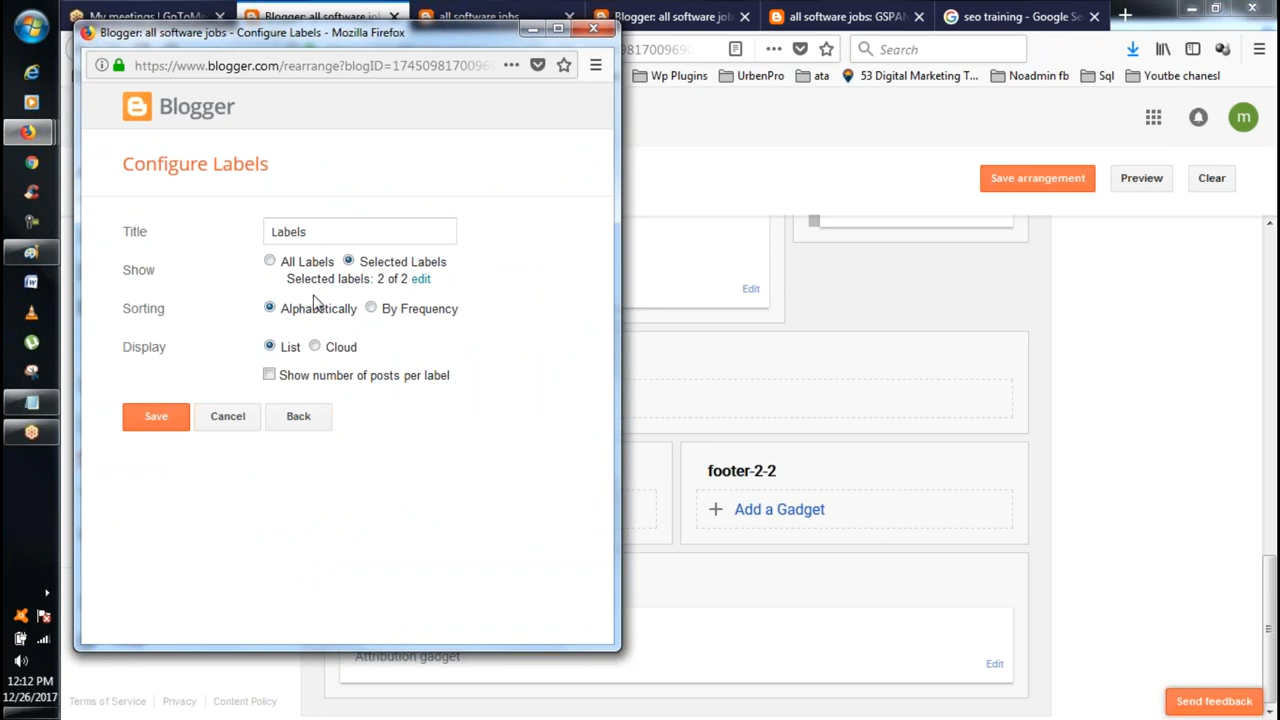 My meetings | GoToMe
Blogger: all software jo
all software jobs
Blogger: all software jo
all software jobs: GSPAN
seo training - Google Se
Blogger: all software jobs - Configure Labels - Mozilla Firefox
https://www.blogger.com/rearrange?blogID=1745098170096
9817009690
Search
Wp Plugins
UrbenPro
ata
53 Digital Marketing T...
Noadmin fb
Sql
Youtbe chanesl
Blogger
m
Configure Labels
Save arrangement
Preview
Clear
Title
Labels
Show
All Labels
Selected Labels
Selected labels: 2 of 2 edit
Edit
Sorting
Alphabetically
By Frequency
Display
List
Cloud
Show number of posts per label
Save
Cancel
Back
footer-2-2
Add a Gadget
Attribution gadget
Edit
12:12 PM
12/26/2017
Terms of Service
Privacy
Content Policy
Send feedback